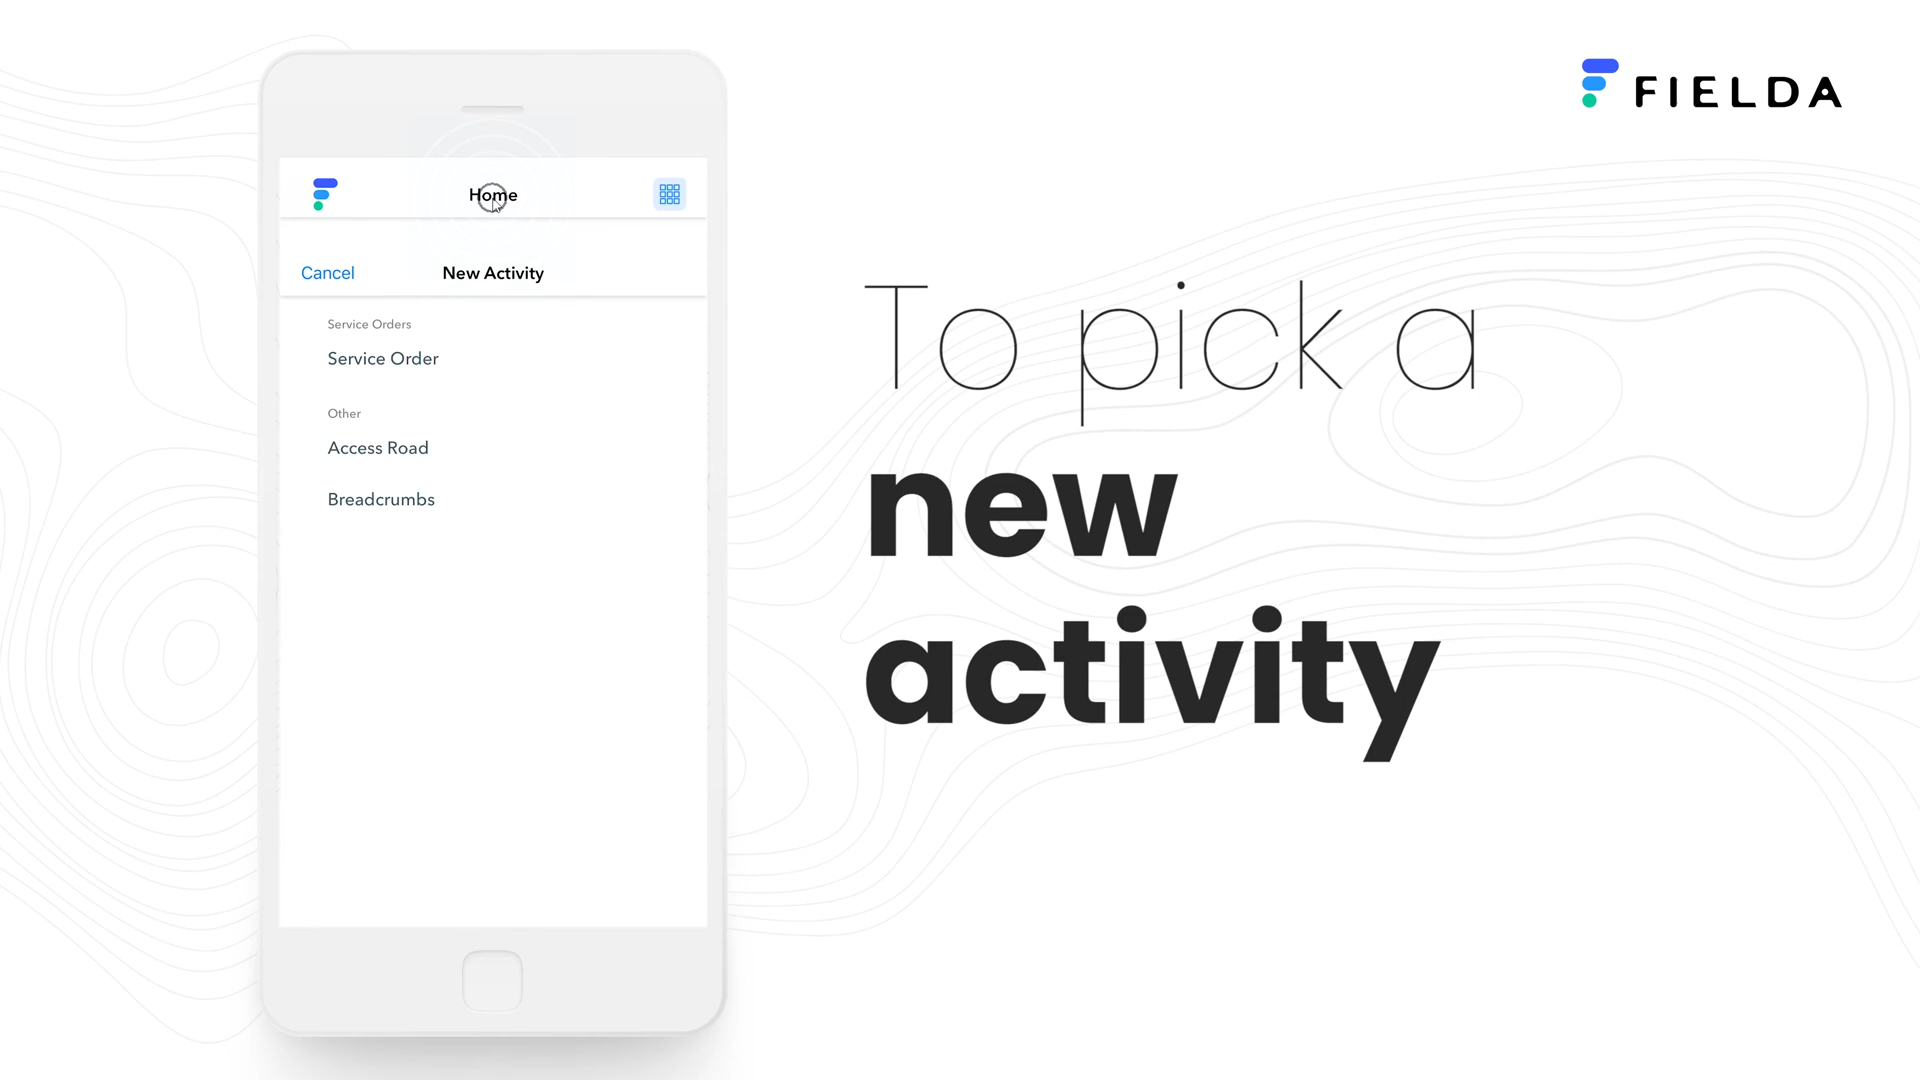 FIELDA
Home
Cancel
New Activity
Service Orders
Service Order
Other
Access Road
Breadcrumbs
To pick a
new
activity